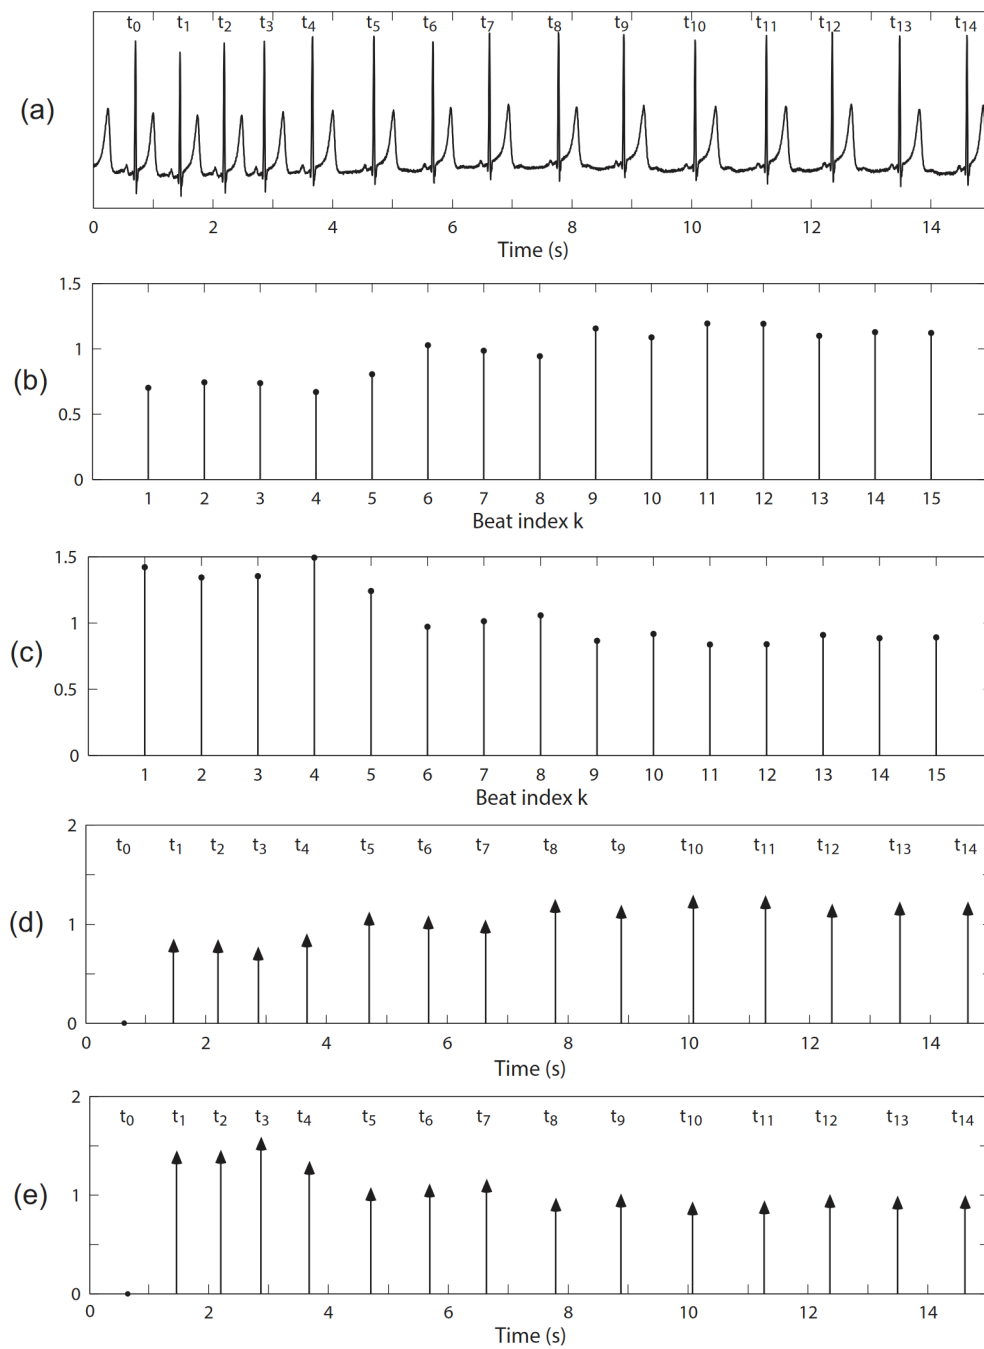 t₀ t₁ t₂ t₃ t₄ t₅ t₆ t₇ t₈ t₉ t₁₀ t₁₁ t₁₂ t₁₃ t₁₄
(a)
0 2 4 6 8 10 12 14
Time (s)
1.5
1
(b)
0.5
0
1 2 3 4 5 6 7 8 9 10 11 12 13 14 15
Beat index k
1.5
1
(c)
0.5
0
1 2 3 4 5 6 7 8 9 10 11 12 13 14 15
Beat index k
2
t₀ t₁ t₂ t₃ t₄ t₅ t₆ t₇ t₈ t₉ t₁₀ t₁₁ t₁₂ t₁₃ t₁₄
(d)
1
0
0 2 4 6 8 10 12 14
Time (s)
2
t₀ t₁ t₂ t₃ t₄ t₅ t₆ t₇ t₈ t₉ t₁₀ t₁₁ t₁₂ t₁₃ t₁₄
(e)
1
0
0 2 4 6 8 10 12 14
Time (s)